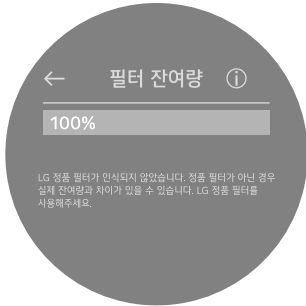 필터 잔여량
100%
LG 정품 필터가 인식되지 않았습니다. 정품 필터가 아닌 경우
실제 잔여량과 차이가 있을 수 있습니다. LG 정품 필터를
사용해주세요.